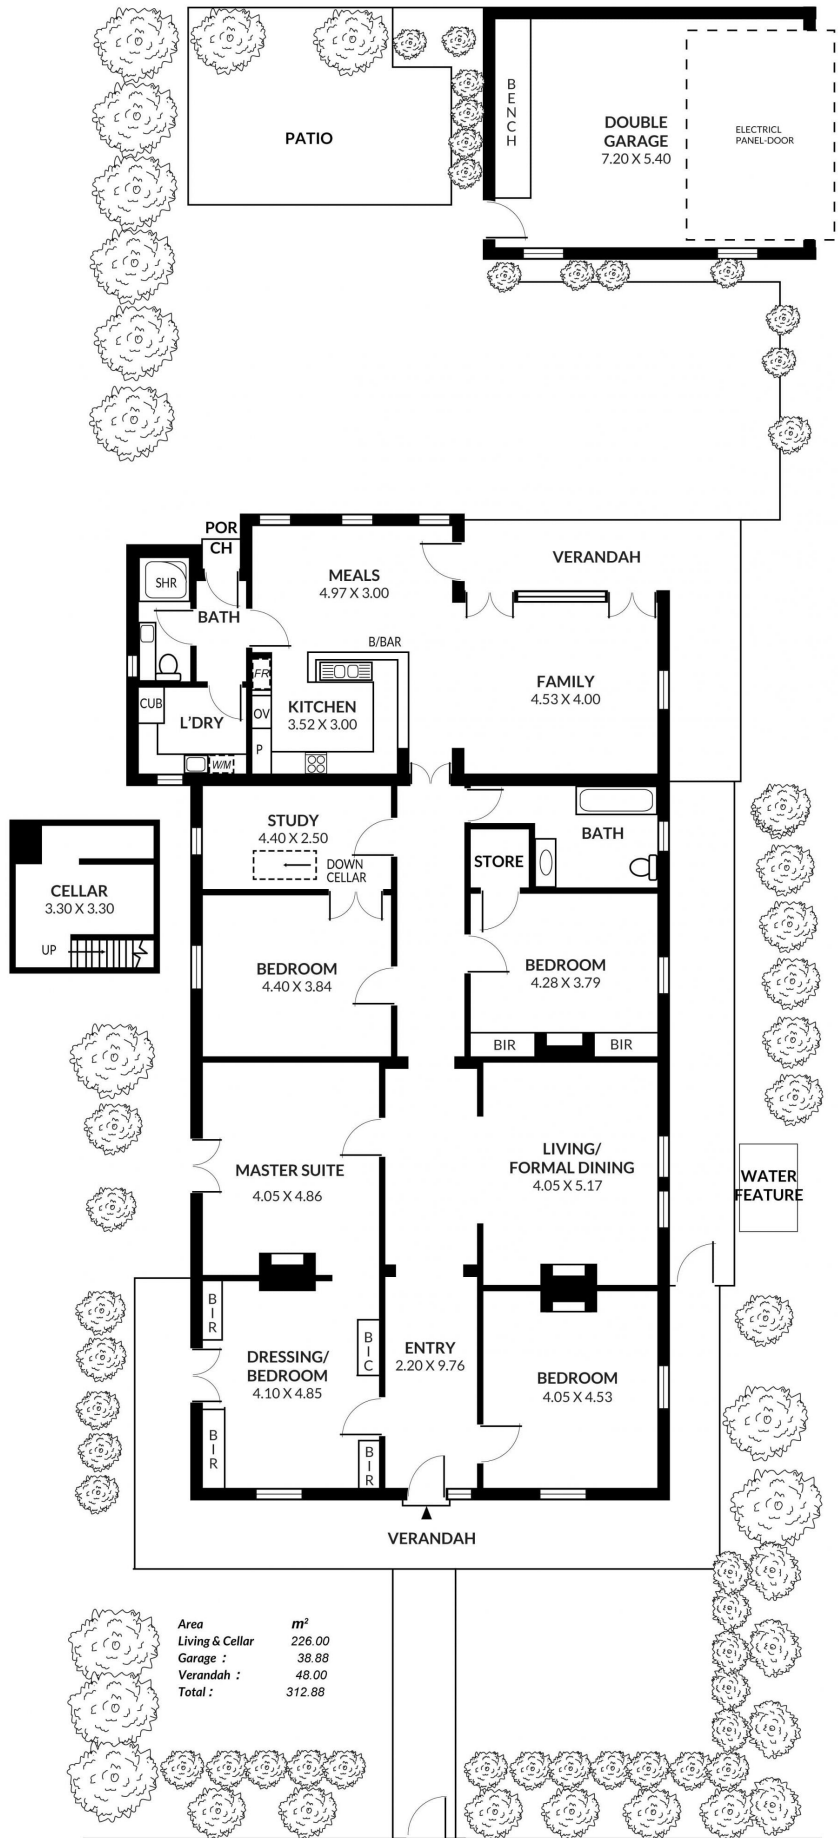 PATIO
BENCH
DOUBLE
GARAGE
7.20 X 5.40
ELECTRICL
PANEL-DOOR
POR
CH
VERANDAH
MEALS
4.97 X 3.00
SHR
BATH
B/BAR
FR
FAMILY
4.53 X 4.00
CUB
L'DRY
OV
KITCHEN
3.52 X 3.00
P
W/M
STUDY
4.40 X 2.50
DOWN
CELLAR
BATH
STORE
CELLAR
3.30 X 3.30
UP
BEDROOM
4.40 X 3.84
BEDROOM
4.28 X 3.79
BIR
BIR
MASTER SUITE
4.05 X 4.86
LIVING/
FORMAL DINING
4.05 X 5.17
WATER
FEATURE
BIR
BIC
DRESSING/
BEDROOM
4.10 X 4.85
ENTRY
2.20 X 9.76
BEDROOM
4.05 X 4.53
BIR
BIR
VERANDAH
Area m²
Living & Cellar 226.00
Garage : 38.88
Verandah : 48.00
Total : 312.88